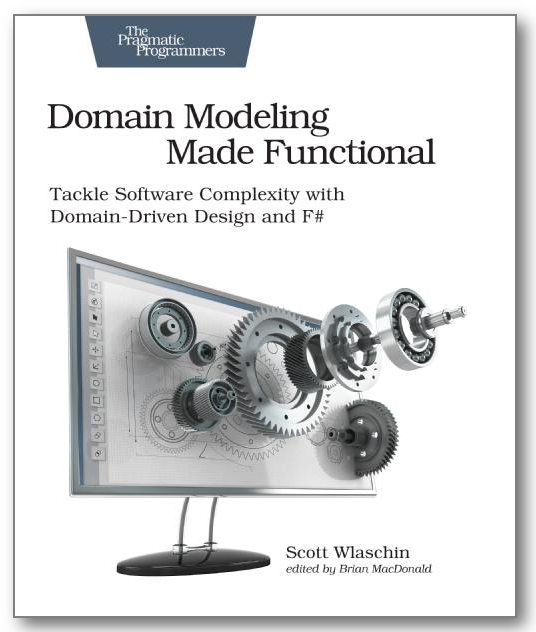 The
Pragmatic
Programmers
Domain Modeling
Made Functional
Tackle Software Complexity with
Domain-Driven Design and F#
Scott Wlaschin
edited by Brian MacDonald